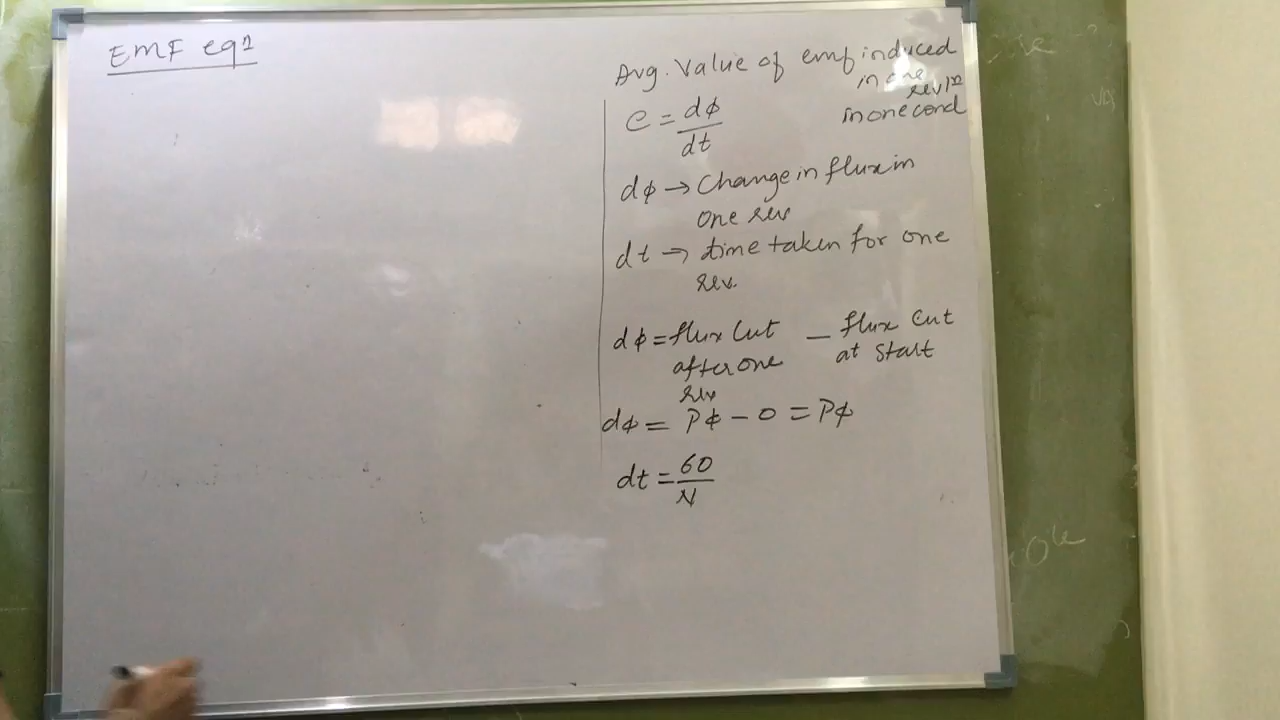 EMF eqn
Avg. Value of emf induced
in one
rev/n
in one cond
e = dϕ
dt
dϕ → Change in flux in
one rev
dt → time taken for one
rev.
dϕ = flux cut — flux cut
after one at start
rev
dϕ = Pϕ - 0 = Pϕ
dt = 60
N